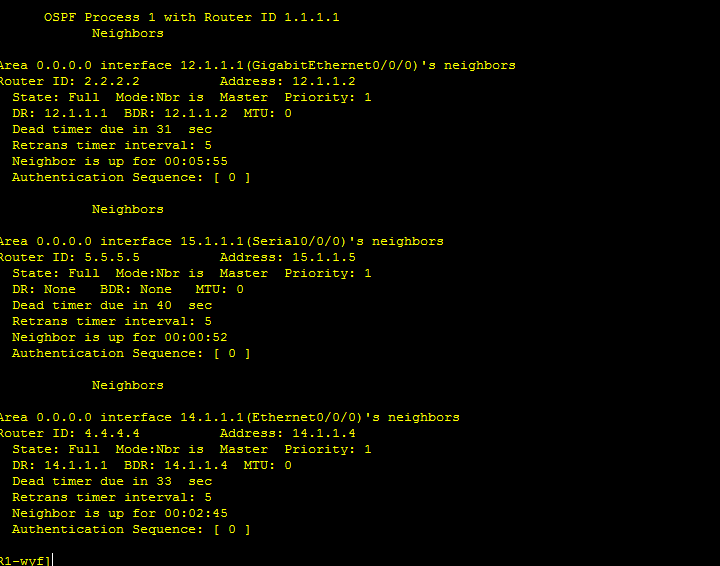 OSPF Process 1 with Router ID 1.1.1.1
Neighbors
Area 0.0.0.0 interface 12.1.1.1(GigabitEthernet0/0/0)'s neighbors
Router ID: 2.2.2.2          Address: 12.1.1.2
State: Full  Mode:Nbr is  Master  Priority: 1
DR: 12.1.1.1  BDR: 12.1.1.2  MTU: 0
Dead timer due in 31  sec
Retrans timer interval: 5
Neighbor is up for 00:05:55
Authentication Sequence: [ 0 ]
Neighbors
Area 0.0.0.0 interface 15.1.1.1(Serial0/0/0)'s neighbors
Router ID: 5.5.5.5          Address: 15.1.1.5
State: Full  Mode:Nbr is  Master  Priority: 1
DR: None   BDR: None   MTU: 0
Dead timer due in 40  sec
Retrans timer interval: 5
Neighbor is up for 00:00:52
Authentication Sequence: [ 0 ]
Neighbors
Area 0.0.0.0 interface 14.1.1.1(Ethernet0/0/0)'s neighbors
Router ID: 4.4.4.4          Address: 14.1.1.4
State: Full  Mode:Nbr is  Master  Priority: 1
DR: 14.1.1.1  BDR: 14.1.1.4  MTU: 0
Dead timer due in 33  sec
Retrans timer interval: 5
Neighbor is up for 00:02:45
Authentication Sequence: [ 0 ]
R1-wyf]